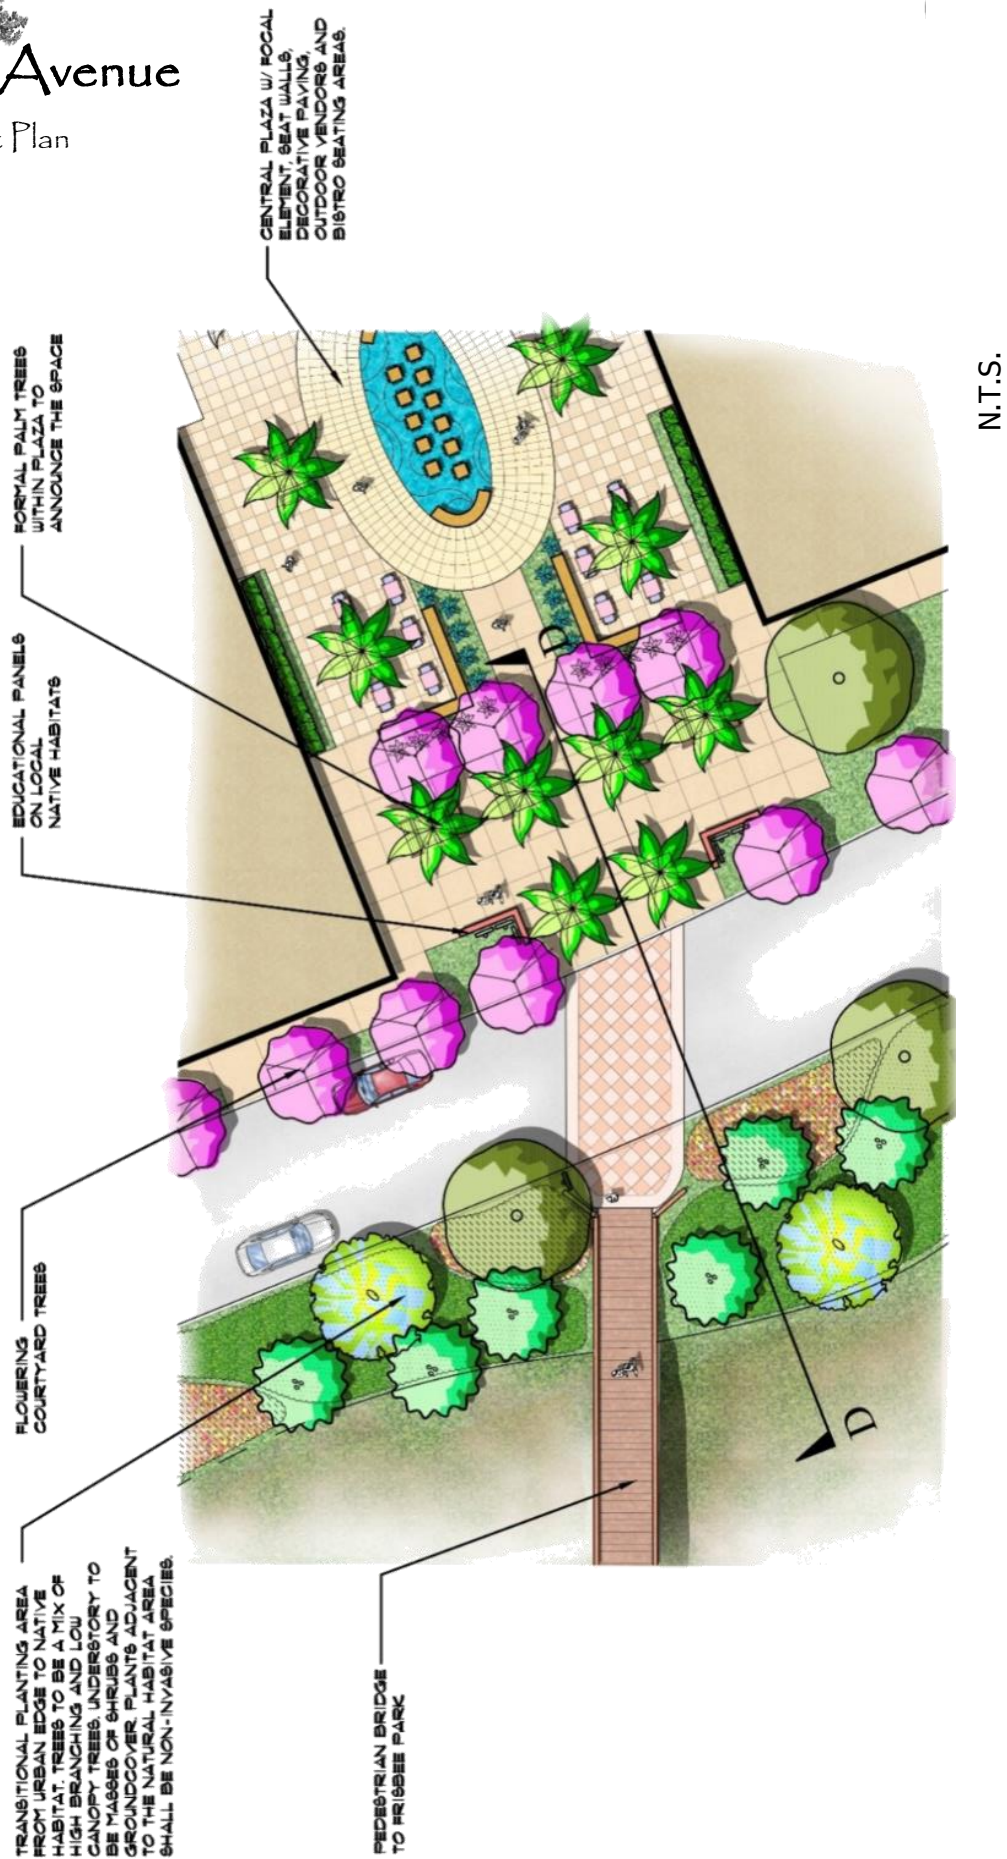 Avenue
Plan
CENTRAL PLAZA W/ FOCAL
ELEMENT, SEAT WALLS,
DECORATIVE PAVING,
OUTDOOR VENDORS AND
BISTRO SEATING AREAS.
FORMAL PALM TREES
WITHIN PLAZA TO
ANNOUNCE THE SPACE
EDUCATIONAL PANELS
ON LOCAL
NATIVE HABITATS
FLOWERING
COURTYARD TREES
TRANSITIONAL PLANTING AREA
FROM URBAN EDGE TO NATIVE
HABITAT. TREES TO BE A MIX OF
HIGH BRANCHING AND LOW
CANOPY TREES. UNDERSTORY TO
BE MASSES OF SHRUBS AND
GROUNDCOVER. PLANTS ADJACENT
TO THE NATURAL HABITAT AREA
SHALL BE NON-INVASIVE SPECIES.
PEDESTRIAN BRIDGE
TO FRISBEE PARK
D
D
N.T.S.